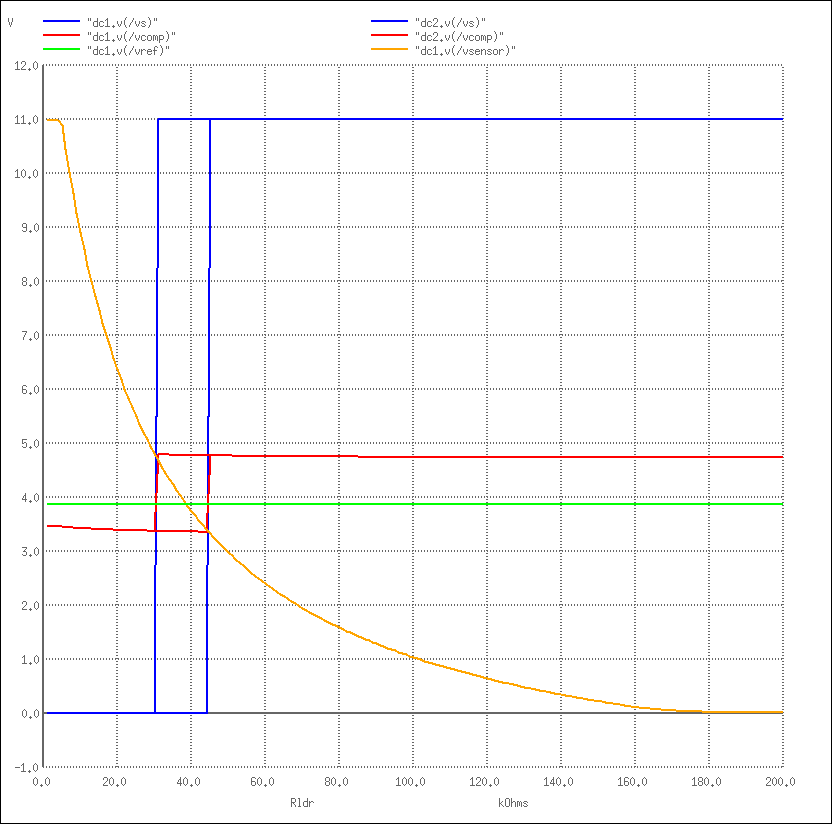 V
"dc1.v(/vs)" "dc2.v(/vs)"
"dc1.v(/vcomp)" "dc2.v(/vcomp)"
"dc1.v(/vref)" "dc1.v(/vsensor)"
12.0
11.0
10.0
9.0
8.0
7.0
6.0
5.0
4.0
3.0
2.0
1.0
0.0
-1.0
0.0 20.0 40.0 60.0 80.0 100.0 120.0 140.0 160.0 180.0 200.0
Rldr kOhms